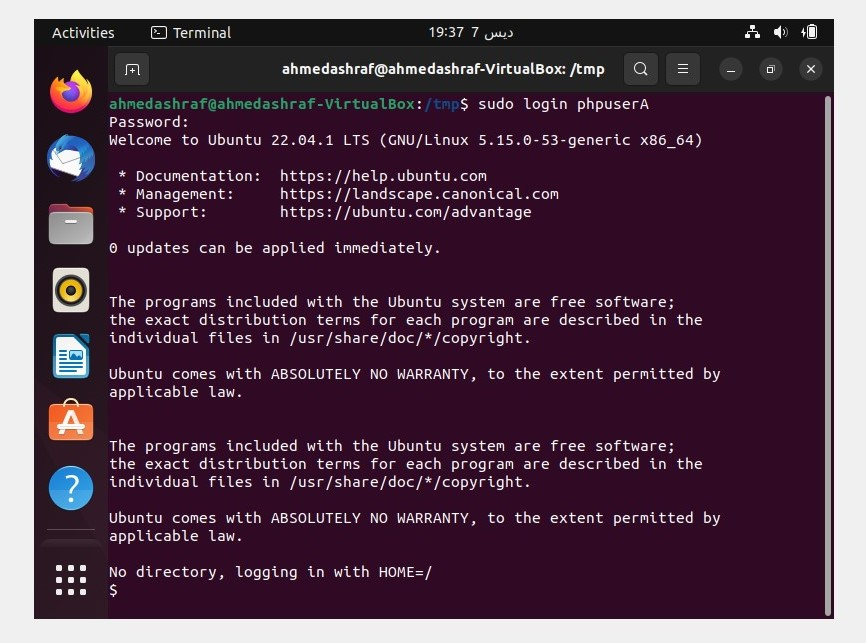 Activities
Terminal
19:37 7 ديس
ahmedashraf@ahmedashraf-VirtualBox: /tmp
ahmedashraf@ahmedashraf-VirtualBox:/tmp$ sudo login phpuserA
Password:
Welcome to Ubuntu 22.04.1 LTS (GNU/Linux 5.15.0-53-generic x86_64)
* Documentation:  https://help.ubuntu.com
* Management:     https://landscape.canonical.com
* Support:        https://ubuntu.com/advantage
0 updates can be applied immediately.
The programs included with the Ubuntu system are free software;
the exact distribution terms for each program are described in the
individual files in /usr/share/doc/*/copyright.
Ubuntu comes with ABSOLUTELY NO WARRANTY, to the extent permitted by
applicable law.
The programs included with the Ubuntu system are free software;
the exact distribution terms for each program are described in the
individual files in /usr/share/doc/*/copyright.
Ubuntu comes with ABSOLUTELY NO WARRANTY, to the extent permitted by
applicable law.
No directory, logging in with HOME=/
$